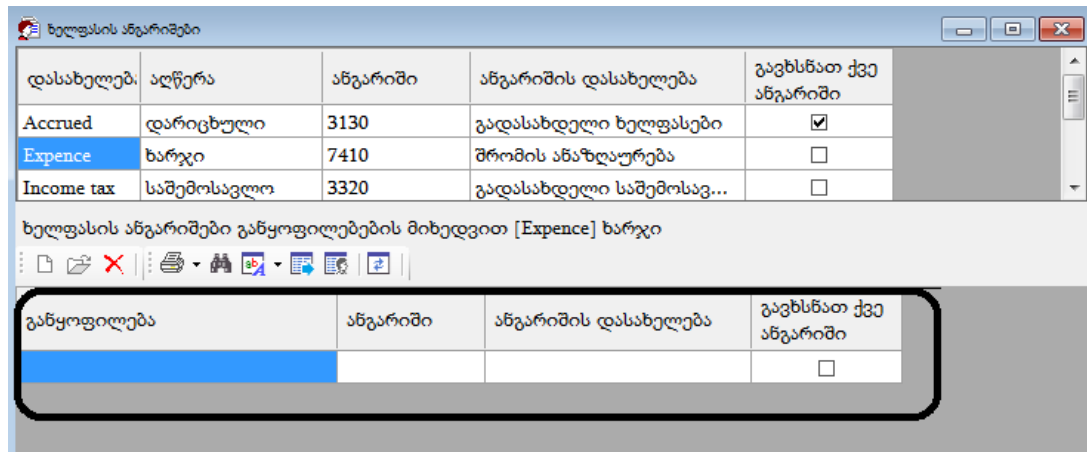 ხელფასის ანგარიშები
დასახელებ აღწერა ანგარიში ანგარიშის დასახელება გავხსნათ ქვე ანგარიში
Accrued დარიცხული 3130 გადასახდელი ხელფასები
Expence ხარჯი 7410 შრომის ანაზღაურება
Income tax საშემოსავლო 3320 გადასახდელი საშემოსავ...
ხელფასის ანგარიშები განყოფილებების მიხედვით [Expence] ხარჯი
განყოფილება ანგარიში ანგარიშის დასახელება გავხსნათ ქვე ანგარიში